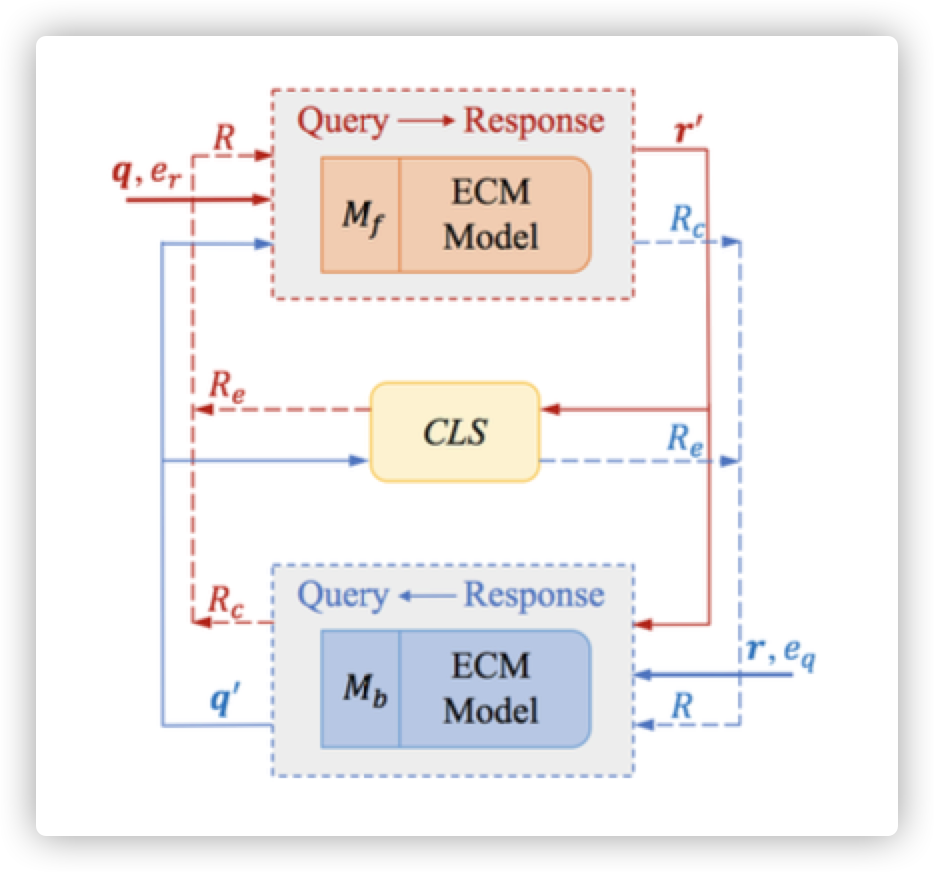 R
Query → Response
r′
q, e_r
M_f
ECM
Model
R_c
R_e
CLS
R_e
R_c
Query ← Response
r, e_q
M_b
ECM
Model
q′
R